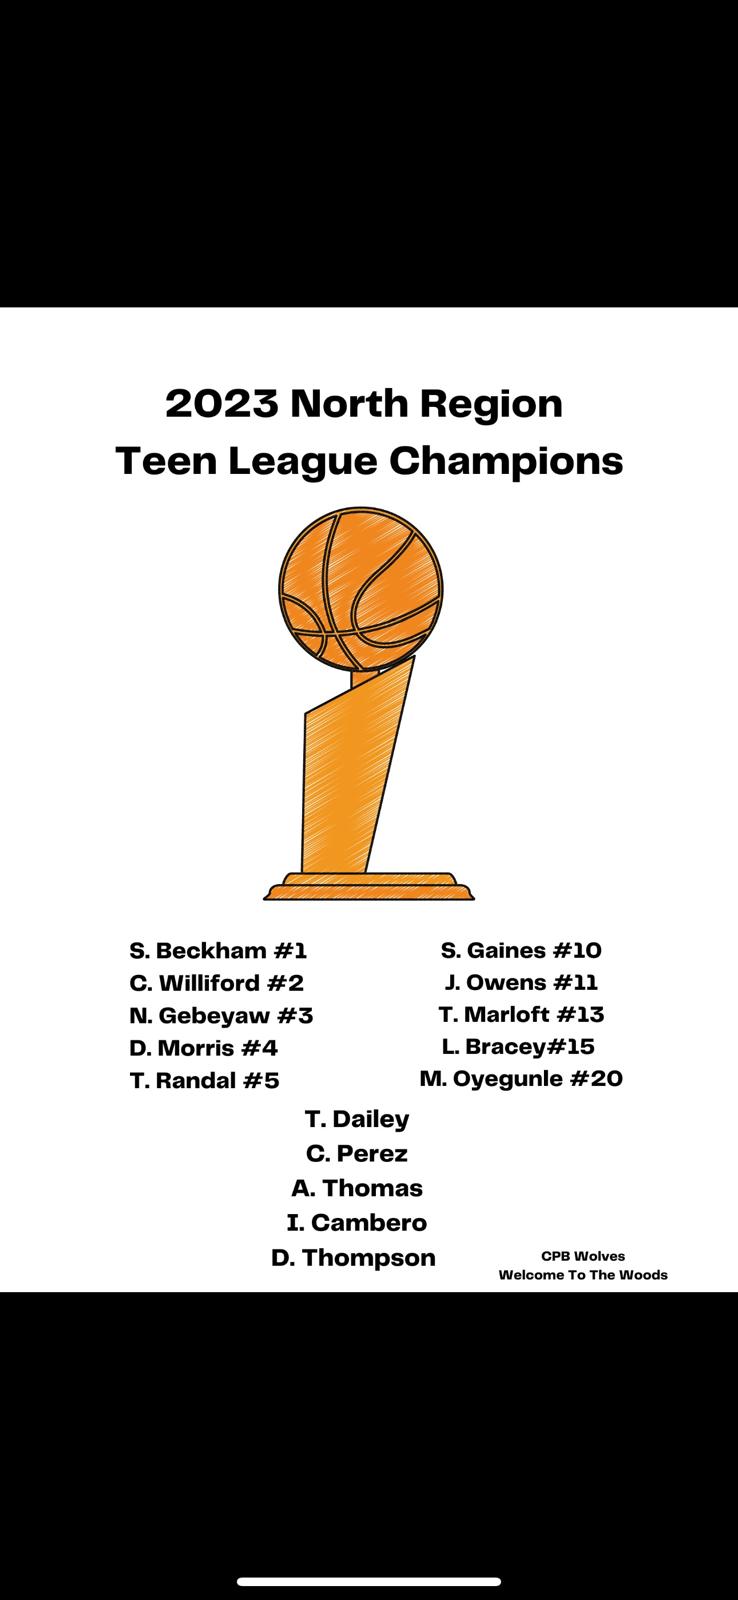 2023 North Region
Teen League Champions
S. Beckham #1
C. Williford #2
N. Gebeyaw #3
D. Morris #4
T. Randal #5
S. Gaines #10
J. Owens #11
T. Marloft #13
L. Bracey#15
M. Oyegunle #20
T. Dailey
C. Perez
A. Thomas
I. Cambero
D. Thompson
CPB Wolves
Welcome To The Woods